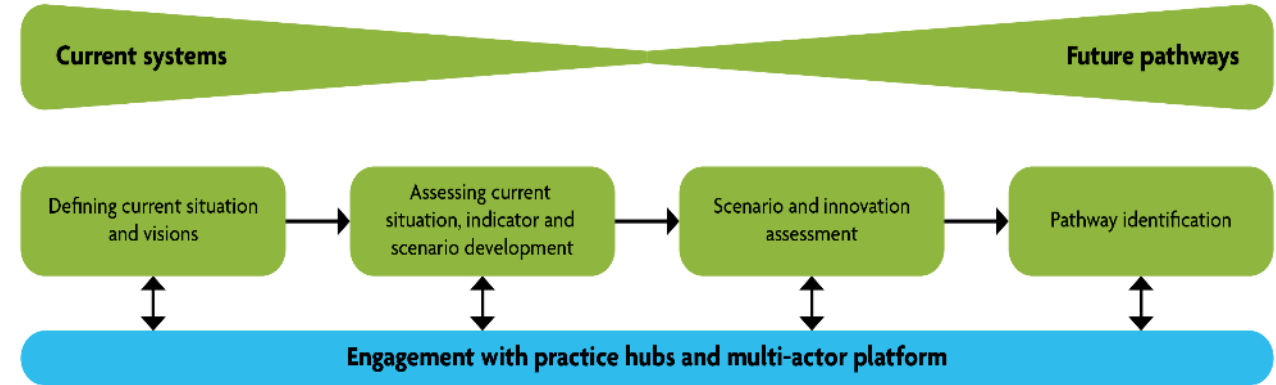 Current systems
Future pathways
Defining current situation
and visions
Assessing current
situation, indicator and
scenario development
Scenario and innovation
assessment
Pathway identification
Engagement with practice hubs and multi-actor platform